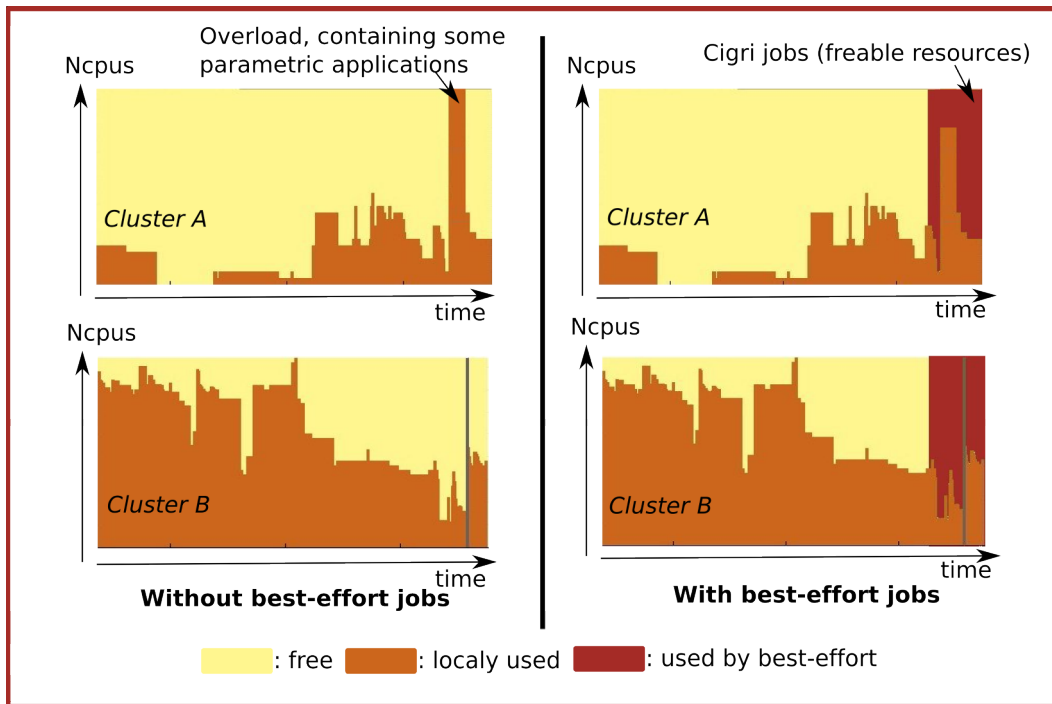 Overload, containing some
parametric applications
Ncpus
Cluster A
time
Ncpus
Cluster B
time
Without best-effort jobs
Cigri jobs (freable resources)
Ncpus
Cluster A
time
Ncpus
Cluster B
time
With best-effort jobs
: free : localy used : used by best-effort